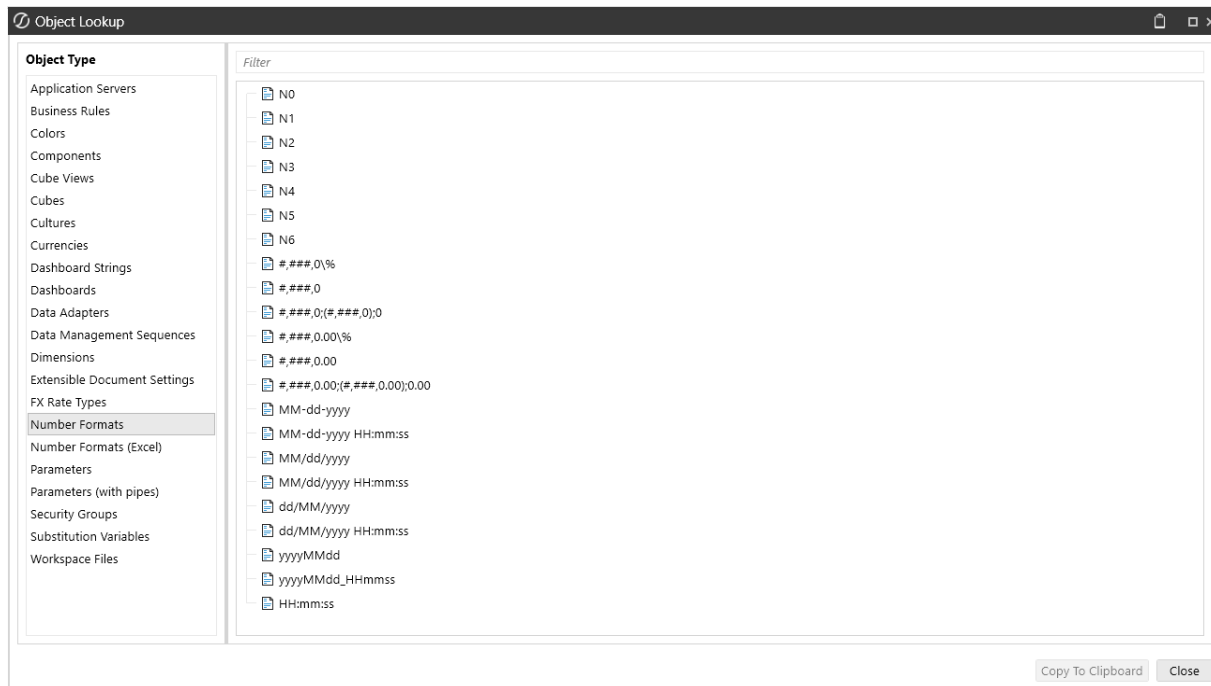 Object Lookup
Object Type
Application Servers
Business Rules
Colors
Components
Cube Views
Cubes
Cultures
Currencies
Dashboard Strings
Dashboards
Data Adapters
Data Management Sequences
Dimensions
Extensible Document Settings
FX Rate Types
Number Formats
Number Formats (Excel)
Parameters
Parameters (with pipes)
Security Groups
Substitution Variables
Workspace Files
Filter
N0
N1
N2
N3
N4
N5
N6
#,###,0\%
#,###,0
#,###,0;(#,###,0);0
#,###,0.00\%
#,###,0.00
#,###,0.00;(#,###,0.00);0.00
MM-dd-yyyy
MM-dd-yyyy HH:mm:ss
MM/dd/yyyy
MM/dd/yyyy HH:mm:ss
dd/MM/yyyy
dd/MM/yyyy HH:mm:ss
yyyyMMdd
yyyyMMdd_HHmmss
HH:mm:ss
Copy To Clipboard
Close